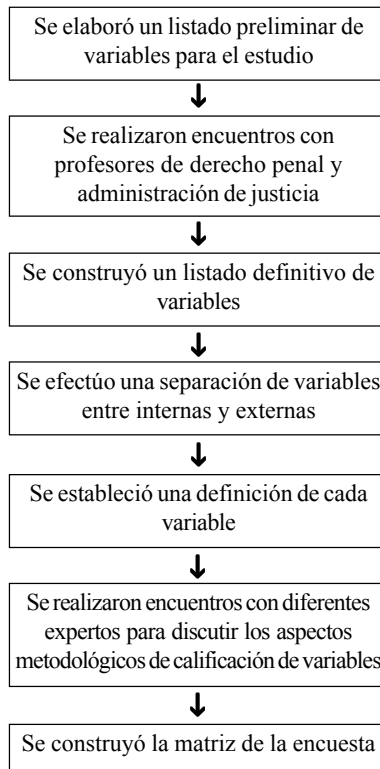 Se elaboró un listado preliminar de
variables para el estudio
Se realizaron encuentros con
profesores de derecho penal y
administración de justicia
Se construyó un listado definitivo de
variables
Se efectúo una separación de variables
entre internas y externas
Se estableció una definición de cada
variable
Se realizaron encuentros con diferentes
expertos para discutir los aspectos
metodológicos de calificación de variables
Se construyó la matriz de la encuesta